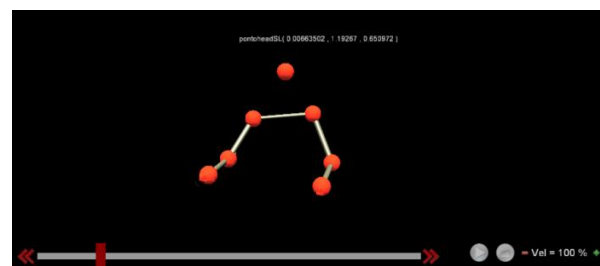 pontoheadSL( 0.00663502 , 1.19267 , 0.650972 )
- Vel = 100 % +